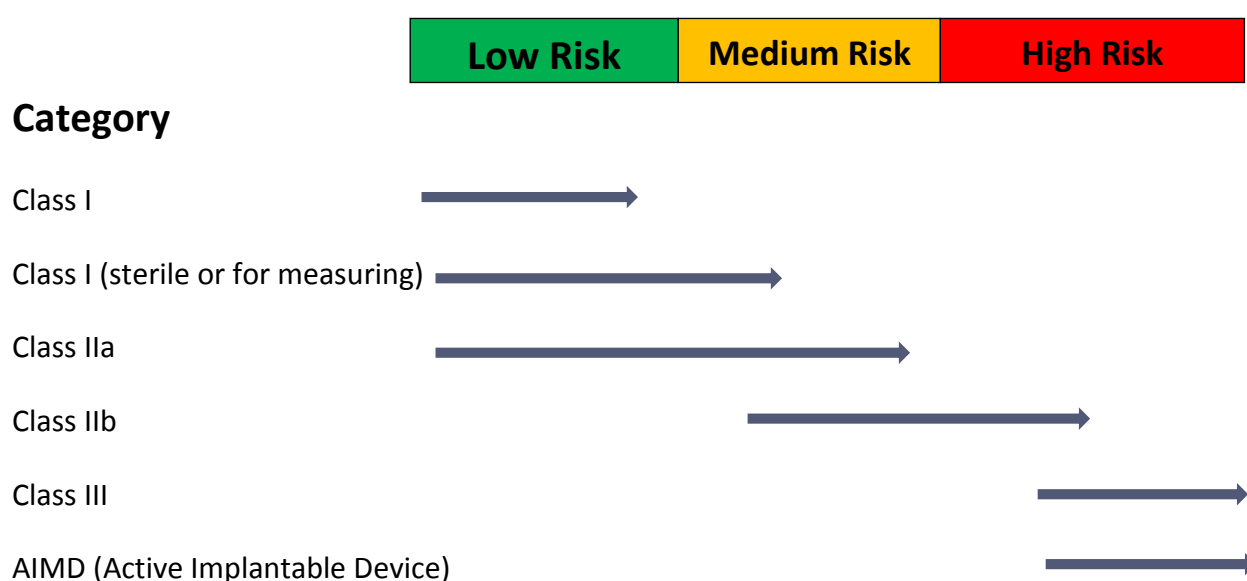 Low Risk Medium Risk High Risk
Category
Class I
Class I (sterile or for measuring)
Class IIa
Class IIb
Class III
AIMD (Active Implantable Device)